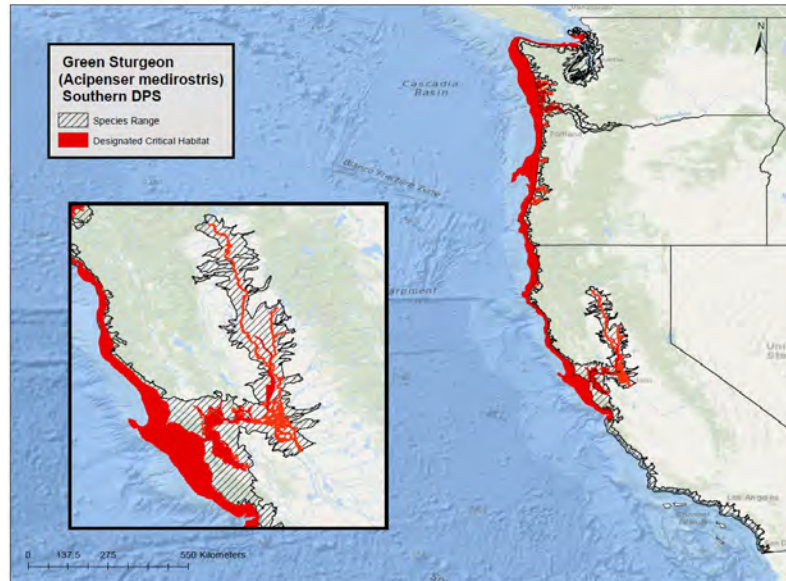 Green Sturgeon
(Acipenser medirostris)
Southern DPS
Species Range
Designated Critical Habitat
N
Cascadia
Basin
Blanco Fracture Zone
Los Angeles
0 137.5 275 550 Kilometers